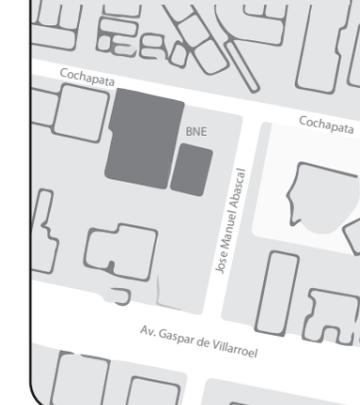 Cochapata
BNE
Cochapata
Jose Manuel Abascal
Av. Gaspar de Villarroel